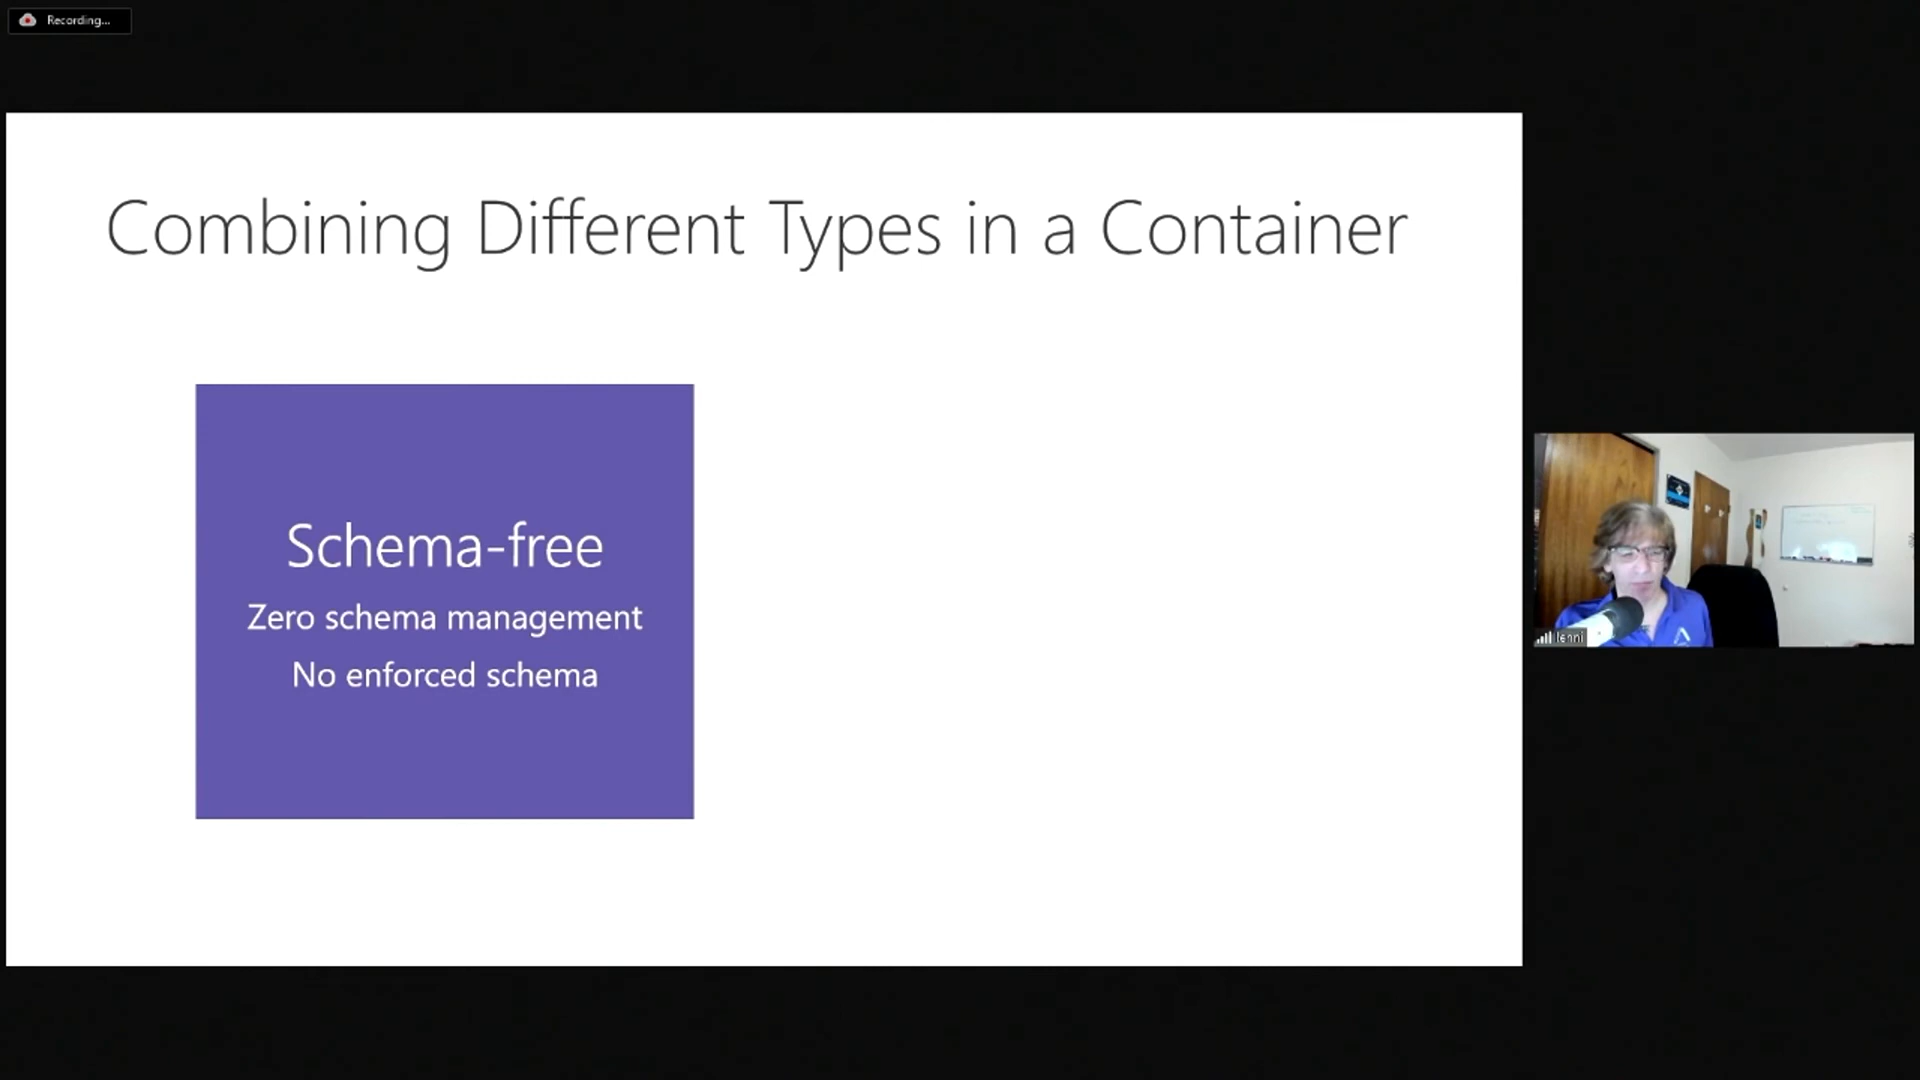 Recording...
Combining Different Types in a Container
Schema-free
Zero schema management
No enforced schema
lenni